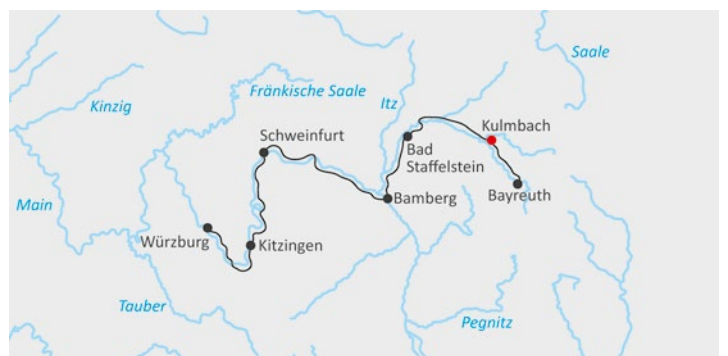 Saale
Kinzig
Fränkische Saale
Itz
Kulmbach
Schweinfurt
Bad
Staffelstein
Bayreuth
Bamberg
Main
Würzburg
Kitzingen
Tauber
Pegnitz